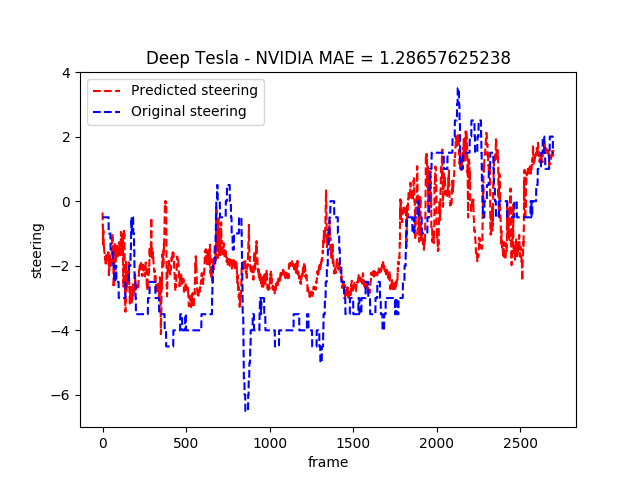 Deep Tesla - NVIDIA MAE = 1.28657625238
Predicted steering
Original steering
4
2
0
−2
−4
−6
steering
0 500 1000 1500 2000 2500
frame